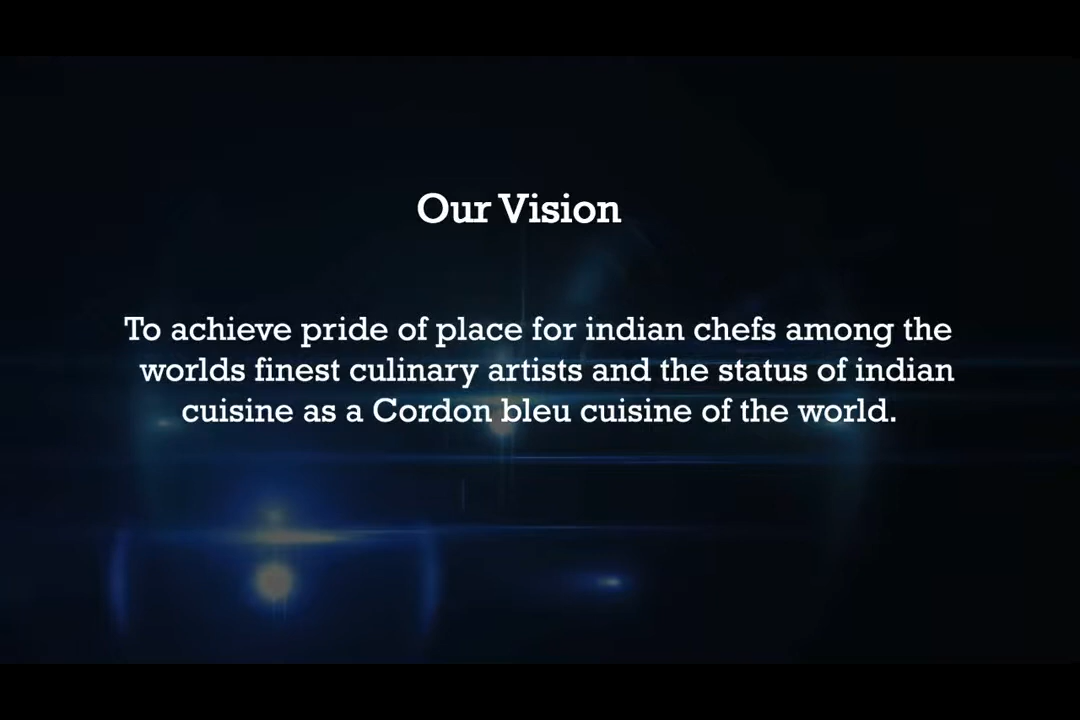 Our Vision
To achieve pride of place for indian chefs among the
worlds finest culinary artists and the status of indian
cuisine as a Cordon bleu cuisine of the world.